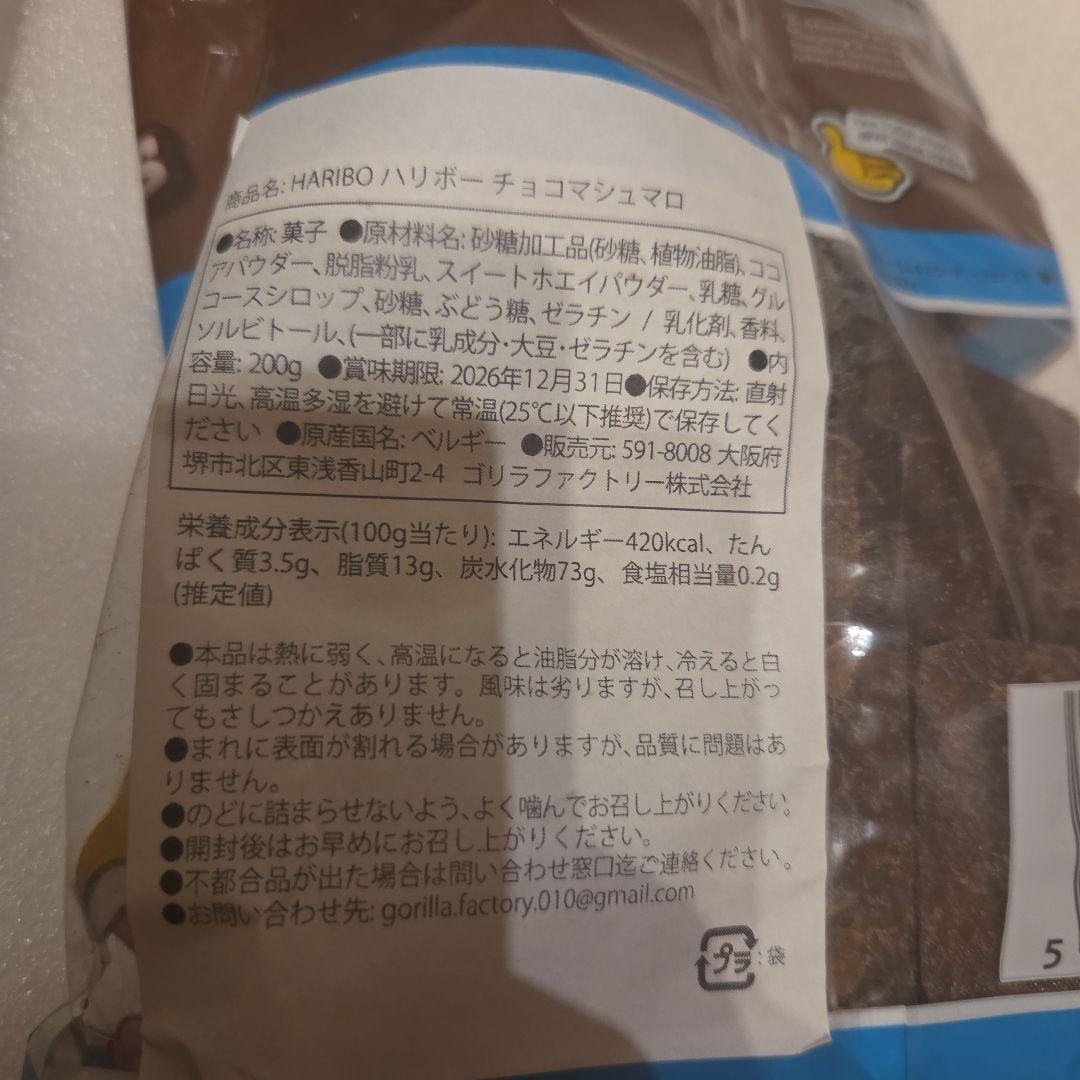 商品名: HARIBO ハリボー チョコマシュマロ
●名称: 菓子 ●原材料名: 砂糖加工品(砂糖、植物油脂)、ココ
アパウダー、脱脂粉乳、スイートホエイパウダー、乳糖、グル
コースシロップ、砂糖、ぶどう糖、ゼラチン / 乳化剤、香料、
ソルビトール、(一部に乳成分・大豆・ゼラチンを含む) ●内
容量: 200g ●賞味期限: 2026年12月31日●保存方法: 直射
日光、高温多湿を避けて常温(25℃以下推奨)で保存してく
ださい ●原産国名: ベルギー ●販売元: 591-8008 大阪府
堺市北区東浅香山町2-4 ゴリラファクトリー株式会社
栄養成分表示(100g当たり): エネルギー420kcal、たん
ぱく質3.5g、脂質13g、炭水化物73g、食塩相当量0.2g
(推定値)
●本品は熱に弱く、高温になると油脂分が溶け、冷えると白
く固まることがあります。風味は劣りますが、召し上がっ
てもさしつかえありません。
●まれに表面が割れる場合がありますが、品質に問題はあ
りません。
●のどに詰まらせないよう、よく噛んでお召し上がりください。
●開封後はお早めにお召し上がりください。
●不都合品が出た場合は問い合わせ窓口迄ご連絡ください。
●お問い合わせ先: gorilla.factory.010@gmail.com
プラ :袋
5